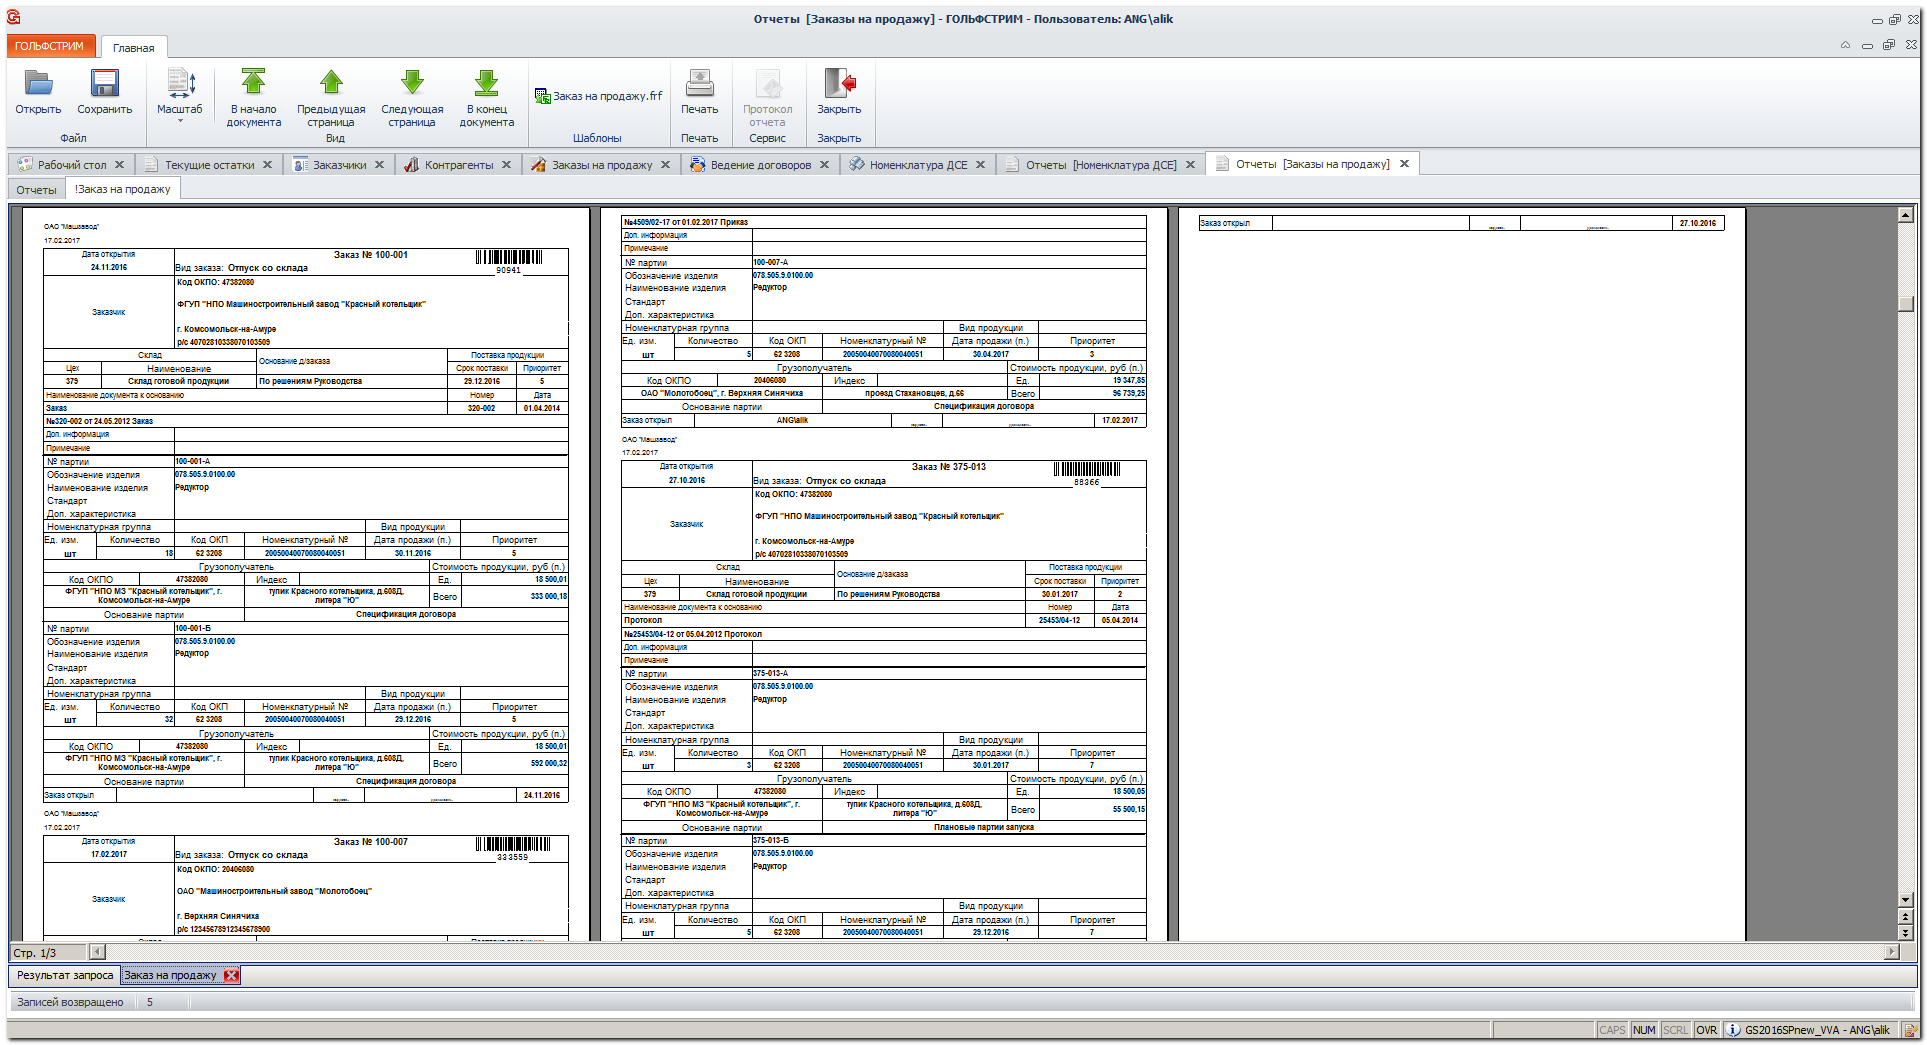 Отчеты [Заказы на продажу] - ГОЛЬФСТРИМ - Пользователь: ANG\alik
ГОЛЬФСТРИМ Главная
Открыть Сохранить Масштаб В начало документа Предыдущая страница Следующая страница В конец документа Заказ на продажу.frf Печать Протокол отчета Закрыть
Файл Вид Шаблоны Печать Сервис Закрыть
Рабочий стол Текущие остатки Заказчики Контрагенты Заказы на продажу Ведение договоров Номенклатура ДСЕ Отчеты [Номенклатура ДСЕ] Отчеты [Заказы на продажу]
Отчеты !Заказ на продажу
ОАО "Машзавод"
17.02.2017
Дата открытия Заказ № 100-001
24.11.2016 Вид заказа: Отпуск со склада 90941
Код ОКПО: 47382080
ФГУП "НПО Машиностроительный завод "Красный котельщик"
Заказчик
г. Комсомольск-на-Амуре
р/с 40702810338070103509
Склад Основание д/заказа Поставка продукции
Цех Наименование Срок поставки Приоритет
379 Склад готовой продукции По решениям Руководства 29.12.2016 5
Наименование документа к основанию Номер Дата
Заказ 320-002 01.04.2014
№320-002 от 24.05.2012 Заказ
Доп. информация
Примечание
№ партии 100-001-А
Обозначение изделия 078.505.9.0100.00
Наименование изделия Редуктор
Стандарт
Доп. характеристика
Номенклатурная группа Вид продукции
Ед. изм. Количество Код ОКП Номенклатурный № Дата продажи (п.) Приоритет
шт 18 62 3208 20050040070080040051 30.11.2016 5
Грузополучатель Стоимость продукции, руб (п.)
Код ОКПО 47382080 Индекс Ед. 18 500,01
ФГУП "НПО МЗ "Красный котельщик", г. Комсомольск-на-Амуре тупик Красного котельщика, д.608Д, литера "Ю" Всего 333 000,18
Основание партии Спецификация договора
№ партии 100-001-Б
Обозначение изделия 078.505.9.0100.00
Наименование изделия Редуктор
Стандарт
Доп. характеристика
Номенклатурная группа Вид продукции
Ед. изм. Количество Код ОКП Номенклатурный № Дата продажи (п.) Приоритет
шт 32 62 3208 20050040070080040051 29.12.2016 5
Грузополучатель Стоимость продукции, руб (п.)
Код ОКПО 47382080 Индекс Ед. 18 500,01
ФГУП "НПО МЗ "Красный котельщик", г. Комсомольск-на-Амуре тупик Красного котельщика, д.608Д, литера "Ю" Всего 592 000,32
Основание партии Спецификация договора
Заказ открыл 24.11.2016
ОАО "Машзавод"
17.02.2017
Дата открытия Заказ № 100-007
17.02.2017 Вид заказа: Отпуск со склада 333559
Код ОКПО: 20406080
ОАО "Машиностроительный завод "Молотобоец"
Заказчик
г. Верхняя Синячиха
р/с 12345678912345678900
№4509/02-17 от 01.02.2017 Приказ
Доп. информация
Примечание
№ партии 100-007-А
Обозначение изделия 078.505.9.0100.00
Наименование изделия Редуктор
Стандарт
Доп. характеристика
Номенклатурная группа Вид продукции
Ед. изм. Количество Код ОКП Номенклатурный № Дата продажи (п.) Приоритет
шт 5 62 3208 20050040070080040051 30.04.2017 3
Грузополучатель Стоимость продукции, руб (п.)
Код ОКПО 20406080 Индекс Ед. 19 347,85
ОАО "Молотобоец", г. Верхняя Синячиха проезд Стахановцев, д.66 Всего 96 739,25
Основание партии Спецификация договора
Заказ открыл ANG\alik 17.02.2017
ОАО "Машзавод"
17.02.2017
Дата открытия Заказ № 375-013
27.10.2016 Вид заказа: Отпуск со склада 88366
Код ОКПО: 47382080
ФГУП "НПО Машиностроительный завод "Красный котельщик"
Заказчик
г. Комсомольск-на-Амуре
р/с 40702810338070103509
Склад Основание д/заказа Поставка продукции
Цех Наименование Срок поставки Приоритет
379 Склад готовой продукции По решениям Руководства 30.01.2017 2
Наименование документа к основанию Номер Дата
Протокол 25453/04-12 05.04.2014
№25453/04-12 от 05.04.2012 Протокол
Доп. информация
Примечание
№ партии 375-013-А
Обозначение изделия 078.505.9.0100.00
Наименование изделия Редуктор
Стандарт
Доп. характеристика
Номенклатурная группа Вид продукции
Ед. изм. Количество Код ОКП Номенклатурный № Дата продажи (п.) Приоритет
шт 3 62 3208 20050040070080040051 30.01.2017 7
Грузополучатель Стоимость продукции, руб (п.)
Код ОКПО 47382080 Индекс Ед. 18 500,05
ФГУП "НПО МЗ "Красный котельщик", г. Комсомольск-на-Амуре тупик Красного котельщика, д.608Д, литера "Ю" Всего 55 500,15
Основание партии Плановые партии запуска
№ партии 375-013-Б
Обозначение изделия 078.505.9.0100.00
Наименование изделия Редуктор
Стандарт
Доп. характеристика
Номенклатурная группа Вид продукции
Ед. изм. Количество Код ОКП Номенклатурный № Дата продажи (п.) Приоритет
шт 5 62 3208 20050040070080040051 29.12.2016 7
Заказ открыл 27.10.2016
Стр. 1/3
Результат запроса Заказ на продажу
Записей возвращено 5
CAPS NUM SCRL OVR GS2016SPnew_VVA - ANG\alik